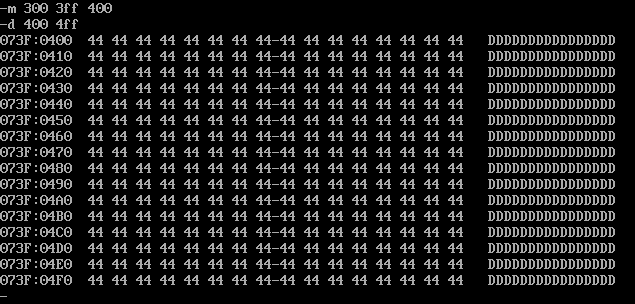 -m 300 3ff 400
-d 400 4ff
073F:0400  44 44 44 44 44 44 44 44-44 44 44 44 44 44 44 44   DDDDDDDDDDDDDDDD
073F:0410  44 44 44 44 44 44 44 44-44 44 44 44 44 44 44 44   DDDDDDDDDDDDDDDD
073F:0420  44 44 44 44 44 44 44 44-44 44 44 44 44 44 44 44   DDDDDDDDDDDDDDDD
073F:0430  44 44 44 44 44 44 44 44-44 44 44 44 44 44 44 44   DDDDDDDDDDDDDDDD
073F:0440  44 44 44 44 44 44 44 44-44 44 44 44 44 44 44 44   DDDDDDDDDDDDDDDD
073F:0450  44 44 44 44 44 44 44 44-44 44 44 44 44 44 44 44   DDDDDDDDDDDDDDDD
073F:0460  44 44 44 44 44 44 44 44-44 44 44 44 44 44 44 44   DDDDDDDDDDDDDDDD
073F:0470  44 44 44 44 44 44 44 44-44 44 44 44 44 44 44 44   DDDDDDDDDDDDDDDD
073F:0480  44 44 44 44 44 44 44 44-44 44 44 44 44 44 44 44   DDDDDDDDDDDDDDDD
073F:0490  44 44 44 44 44 44 44 44-44 44 44 44 44 44 44 44   DDDDDDDDDDDDDDDD
073F:04A0  44 44 44 44 44 44 44 44-44 44 44 44 44 44 44 44   DDDDDDDDDDDDDDDD
073F:04B0  44 44 44 44 44 44 44 44-44 44 44 44 44 44 44 44   DDDDDDDDDDDDDDDD
073F:04C0  44 44 44 44 44 44 44 44-44 44 44 44 44 44 44 44   DDDDDDDDDDDDDDDD
073F:04D0  44 44 44 44 44 44 44 44-44 44 44 44 44 44 44 44   DDDDDDDDDDDDDDDD
073F:04E0  44 44 44 44 44 44 44 44-44 44 44 44 44 44 44 44   DDDDDDDDDDDDDDDD
073F:04F0  44 44 44 44 44 44 44 44-44 44 44 44 44 44 44 44   DDDDDDDDDDDDDDDD
-